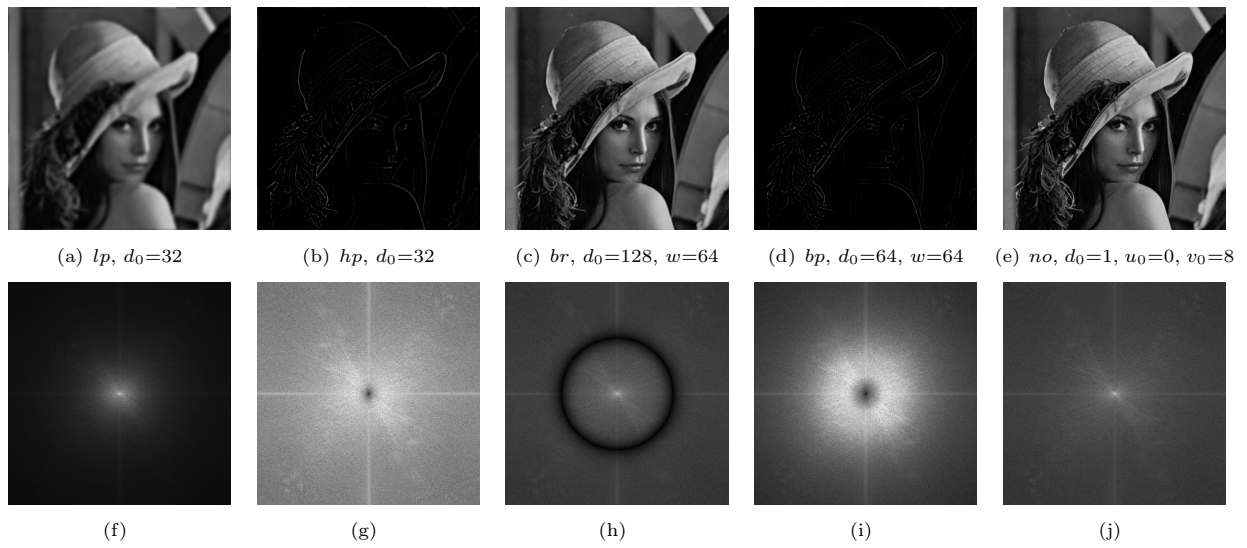 (a) lp, d0=32 (b) hp, d0=32 (c) br, d0=128, w=64 (d) bp, d0=64, w=64 (e) no, d0=1, u0=0, v0=8
(f) (g) (h) (i) (j)